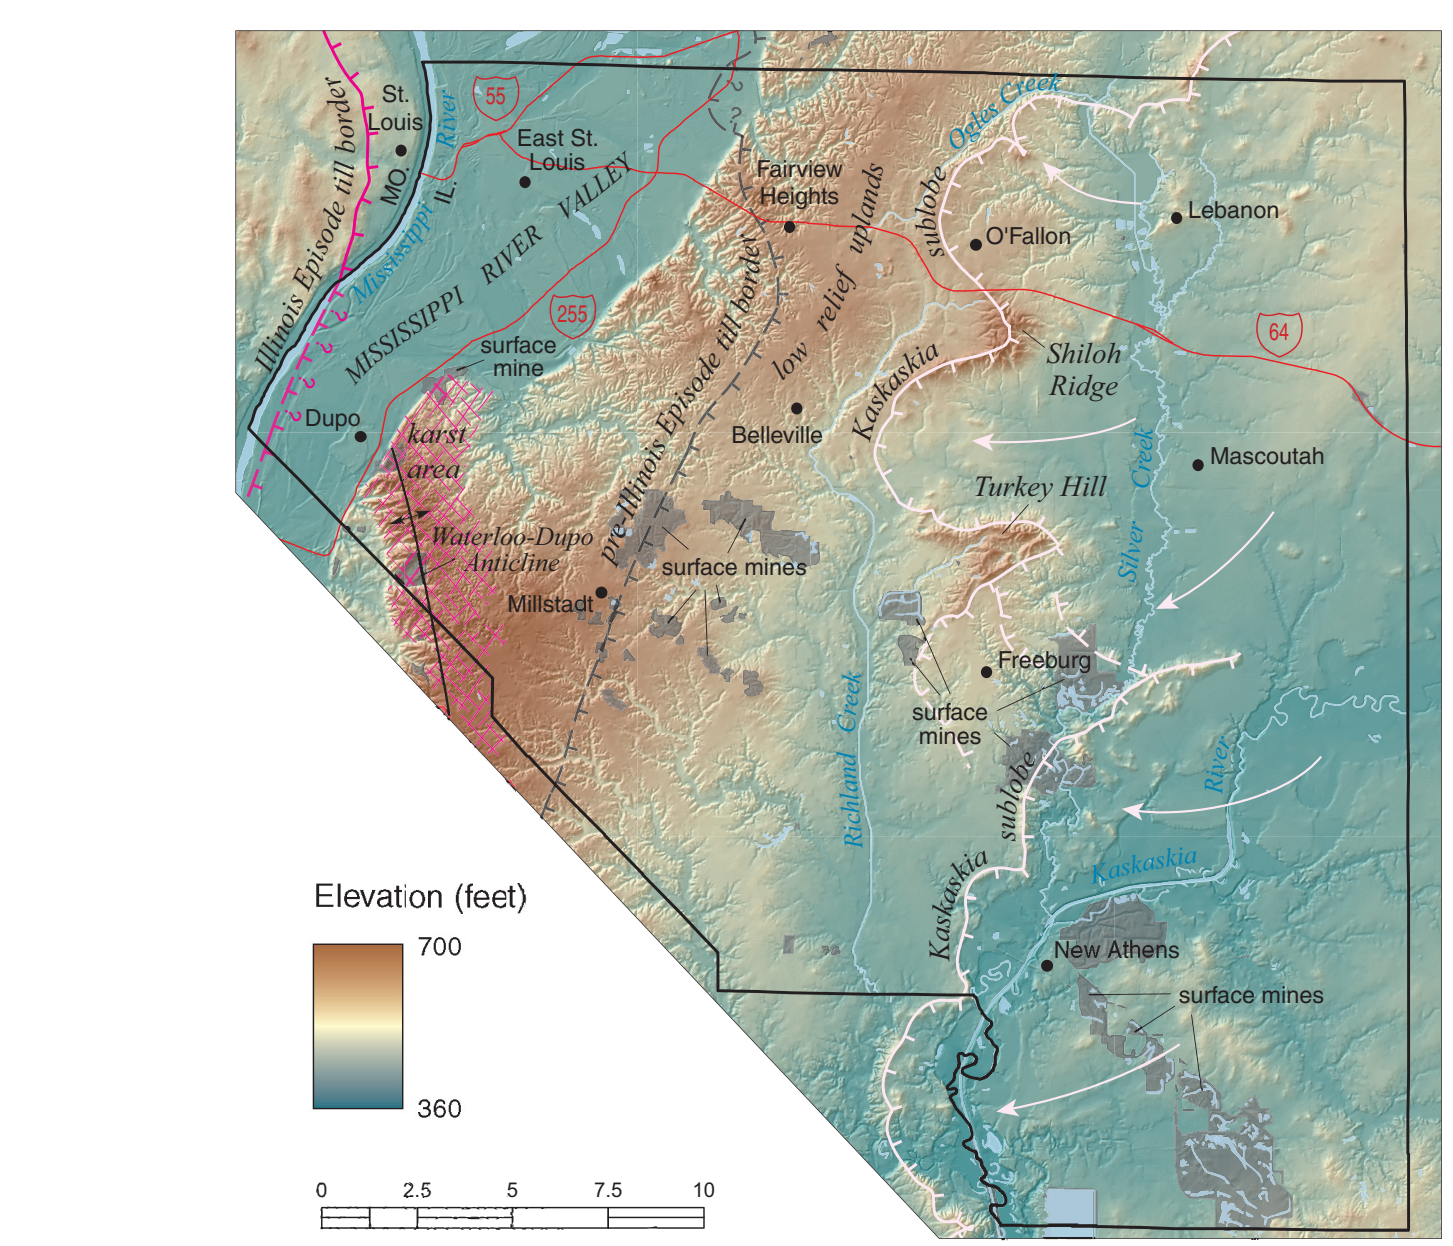 Illinois Episode till border
St.
Louis
MO.
IL.
River
Mississippi
55
East St.
Louis
MISSISSIPPI RIVER VALLEY
?
?
Fairview
Heights
low relief uplands
Ogles Creek
sublobe
Kaskaskia
O'Fallon
Lebanon
255
surface
mine
64
Shiloh
Ridge
?
?
?
?
Dupo
karst
area
pre-Illinois Episode till border
Belleville
Mascoutah
Silver Creek
Turkey Hill
Waterloo-Dupo
Anticline
surface mines
Millstadt
Freeburg
Richland Creek
surface
mines
sublobe
Kaskaskia
River
Kaskaskia
New Athens
surface mines
Elevation (feet)
700
360
0 2.5 5 7.5 10